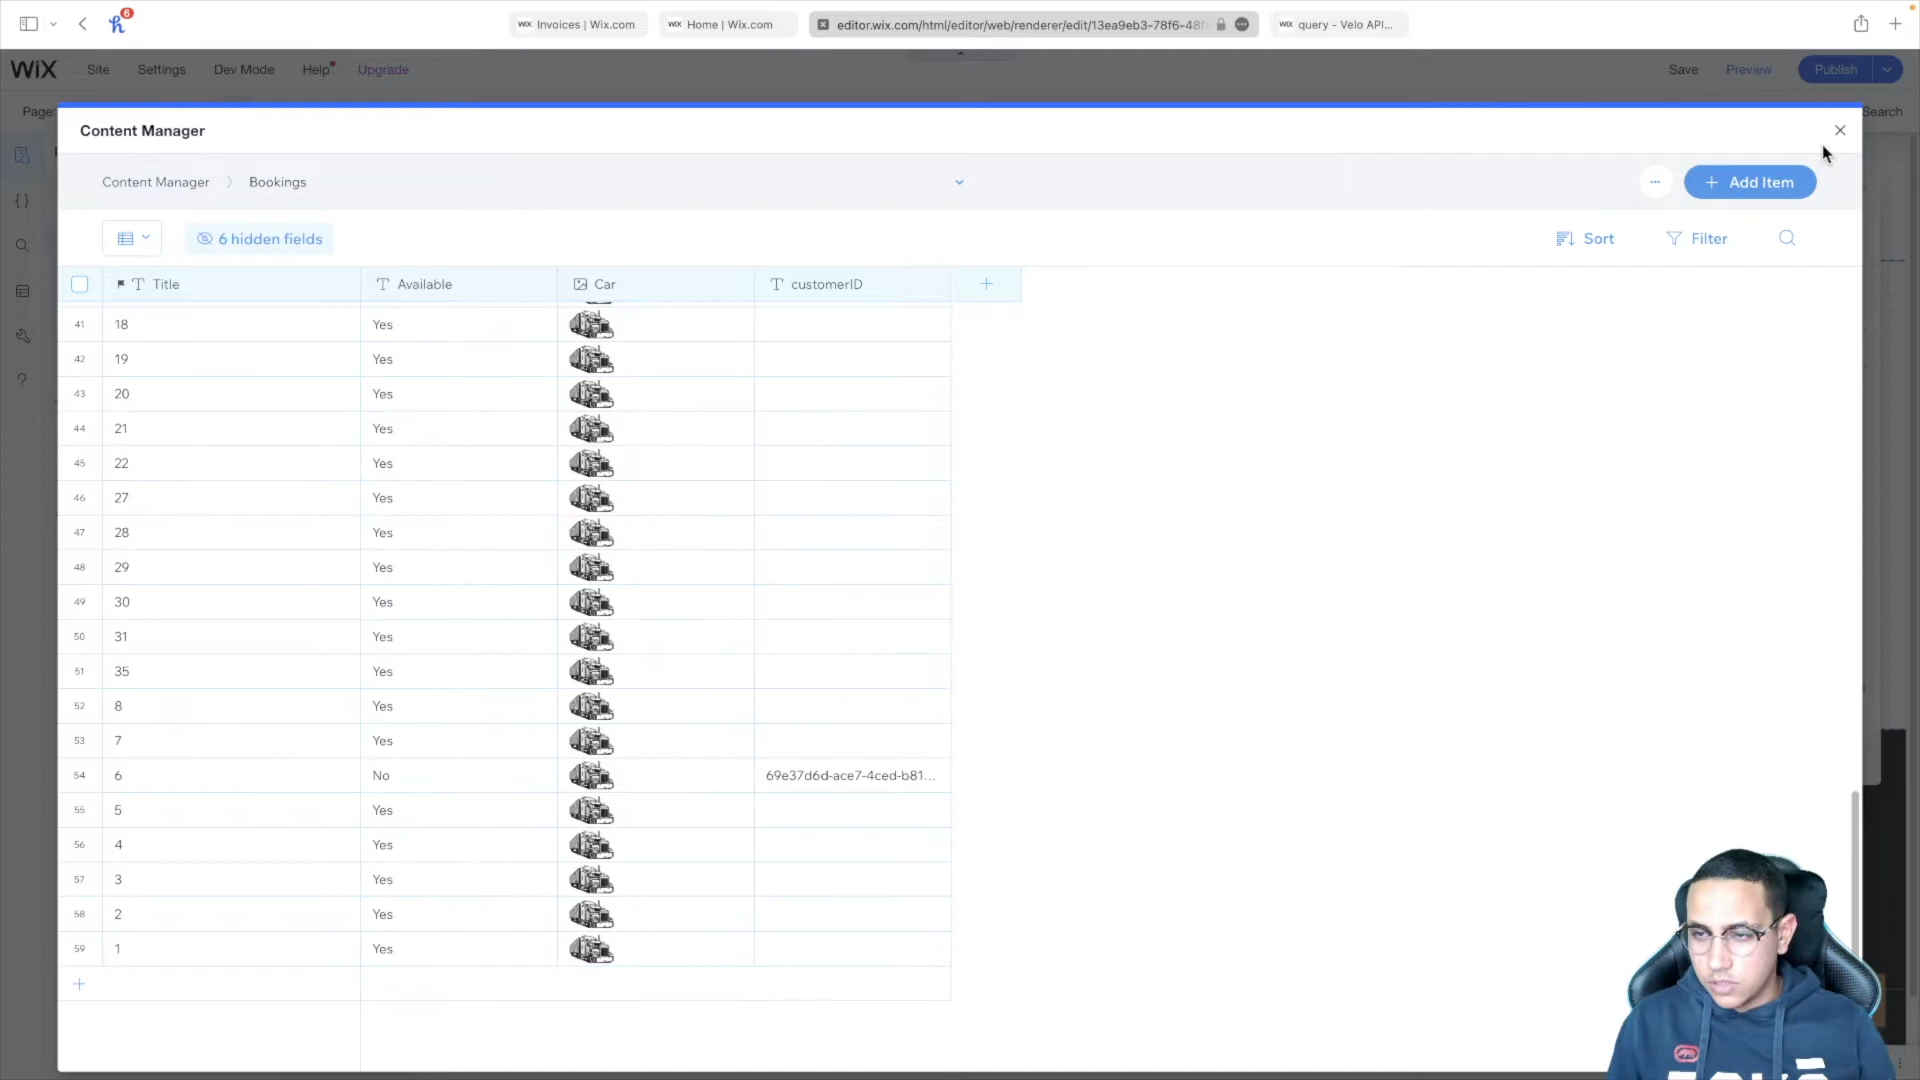 6
WiX Invoices | Wix.com
WiX Home | Wix.com
editor.wix.com/html/editor/web/renderer/edit/13ea9eb3-78f6-48f
WiX query - Velo API...
WiX Site Settings Dev Mode Help Upgrade Save Preview Publish
Page: Search
Content Manager
Content Manager Bookings ... + Add Item
6 hidden fields Sort Filter
Title Available Car customerID +
41 18 Yes
42 19 Yes
43 20 Yes
44 21 Yes
45 22 Yes
46 27 Yes
47 28 Yes
48 29 Yes
49 30 Yes
50 31 Yes
51 35 Yes
52 8 Yes
53 7 Yes
54 6 No 69e37d6d-ace7-4ced-b81...
55 5 Yes
56 4 Yes
57 3 Yes
58 2 Yes
59 1 Yes
+